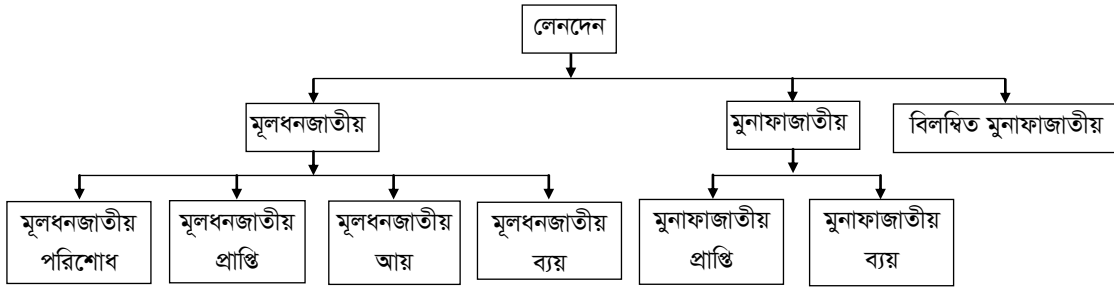 লেনদেন
মূলধনজাতীয়
মুনাফাজাতীয়
বিলম্বিত মুনাফাজাতীয়
মূলধনজাতীয়
পরিশোধ
মূলধনজাতীয়
প্রাপ্তি
মূলধনজাতীয়
আয়
মূলধনজাতীয়
ব্যয়
মুনাফাজাতীয়
প্রাপ্তি
মুনাফাজাতীয়
ব্যয়